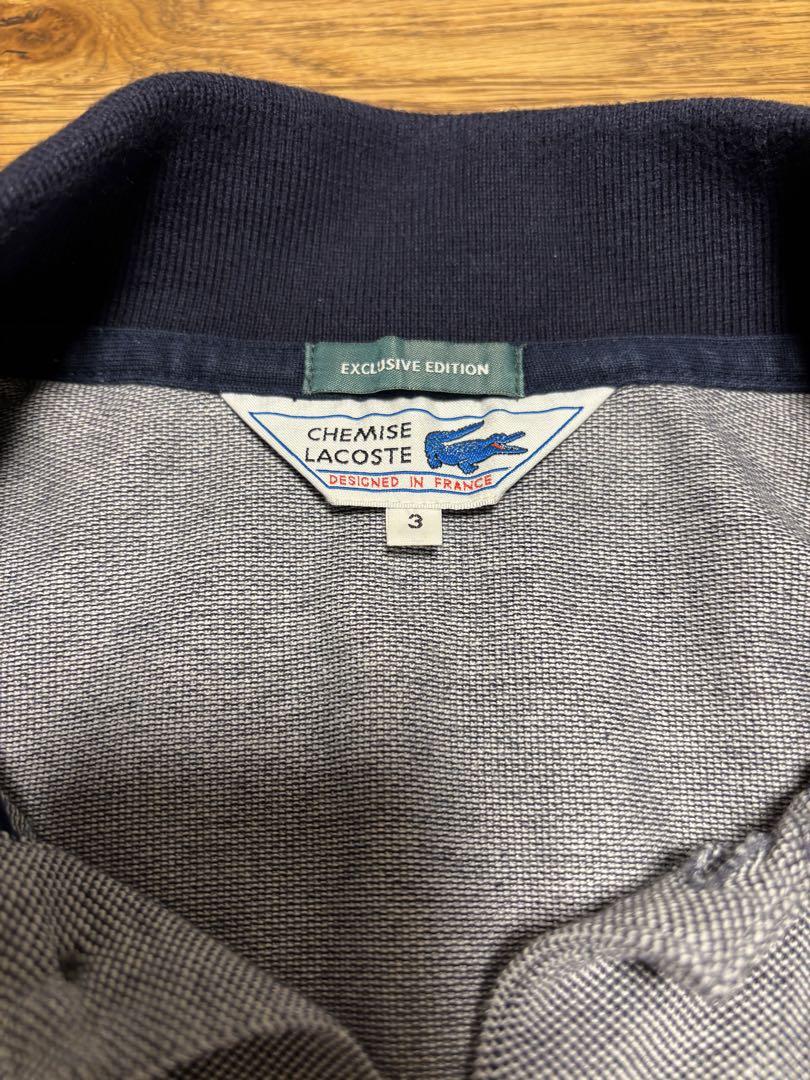 EXCLUSIVE EDITION
CHEMISE
LACOSTE
DESIGNED IN FRANCE
3